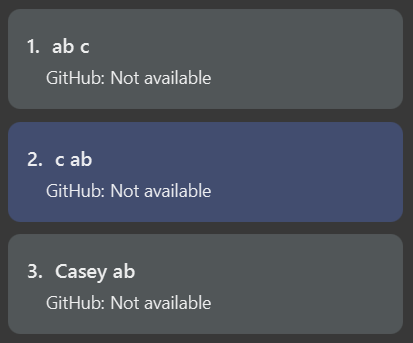 1. ab c
GitHub: Not available
2. c ab
GitHub: Not available
3. Casey ab
GitHub: Not available